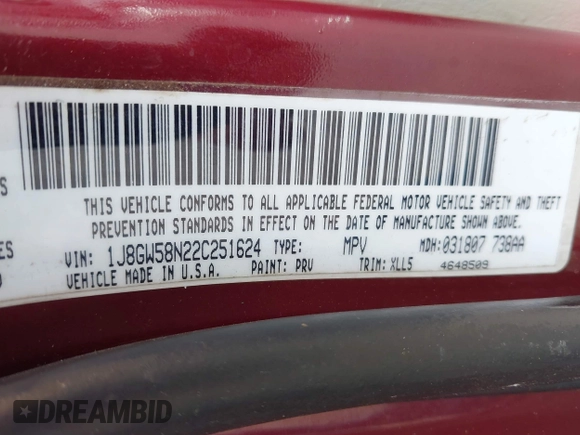 S
THIS VEHICLE CONFORMS TO ALL APPLICABLE FEDERAL MOTOR VEHICLE SAFETY AND THEFT
PREVENTION STANDARDS IN EFFECT ON THE DATE OF MANUFACTURE SHOWN ABOVE.
ES
VIN: 1J8GW58N22C251624 TYPE: MPV MDH: 031807 738AA
VEHICLE MADE IN U.S.A. PAINT: PRV TRIM: XLL5 4648509
DREAMBID